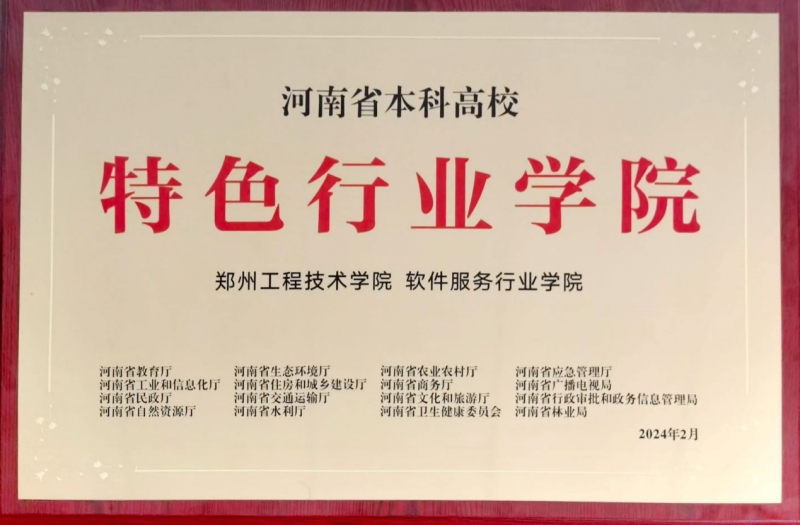 河南省本科高校
特色行业学院
郑州工程技术学院 软件服务行业学院
河南省教育厅 河南省生态环境厅 河南省农业农村厅 河南省应急管理厅
河南省工业和信息化厅 河南省住房和城乡建设厅 河南省商务厅 河南省广播电视局
河南省民政厅 河南省交通运输厅 河南省文化和旅游厅 河南省行政审批和政务信息管理局
河南省自然资源厅 河南省水利厅 河南省卫生健康委员会 河南省林业局
2024年2月